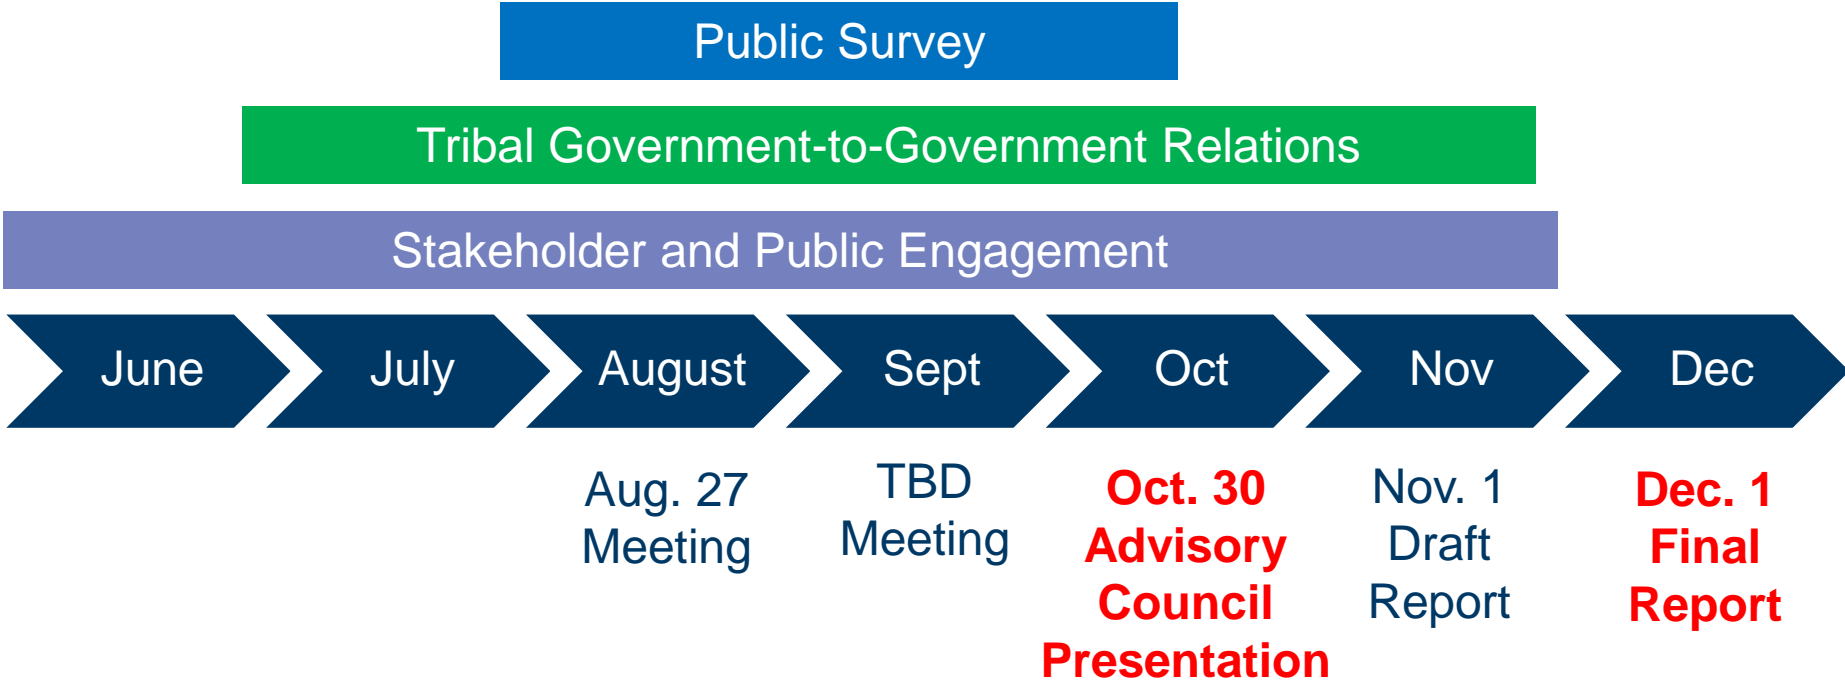 Public Survey
Tribal Government-to-Government Relations
Stakeholder and Public Engagement
June
July
August
Sept
Oct
Nov
Dec
Aug. 27
Meeting
TBD
Meeting
Oct. 30
Advisory
Council
Presentation
Nov. 1
Draft
Report
Dec. 1
Final
Report